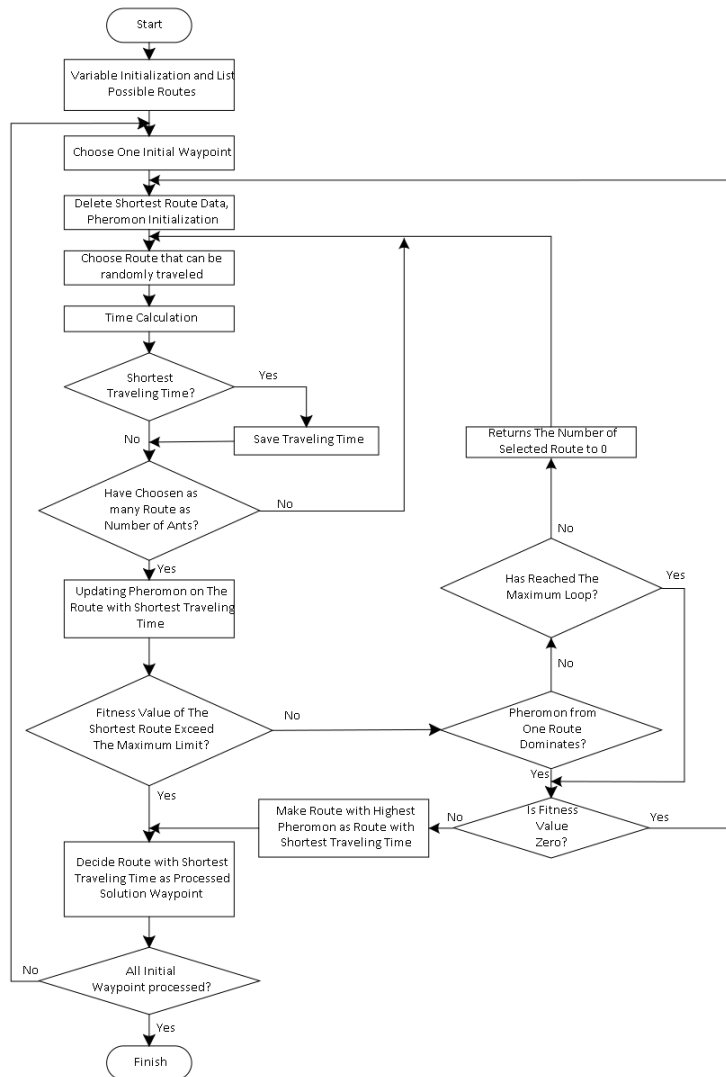 Start
Variable Initialization and List
Possible Routes
Choose One Initial Waypoint
Delete Shortest Route Data,
Pheromon Initialization
Choose Route that can be
randomly traveled
Time Calculation
Shortest
Traveling Time?
Yes
No
Save Traveling Time
Returns The Number of
Selected Route to 0
Have Choosen as
many Route as
Number of Ants?
No
Yes
No
Has Reached The
Maximum Loop?
Yes
Updating Pheromon on The
Route with Shortest Traveling
Time
No
Fitness Value of The
Shortest Route Exceed
The Maximum Limit?
No
Yes
Pheromon from
One Route
Dominates?
Yes
Make Route with Highest
Pheromon as Route with
Shortest Traveling Time
No
Is Fitness
Value
Zero?
Yes
Decide Route with Shortest
Traveling Time as Processed
Solution Waypoint
All Initial
Waypoint processed?
No
Yes
Finish